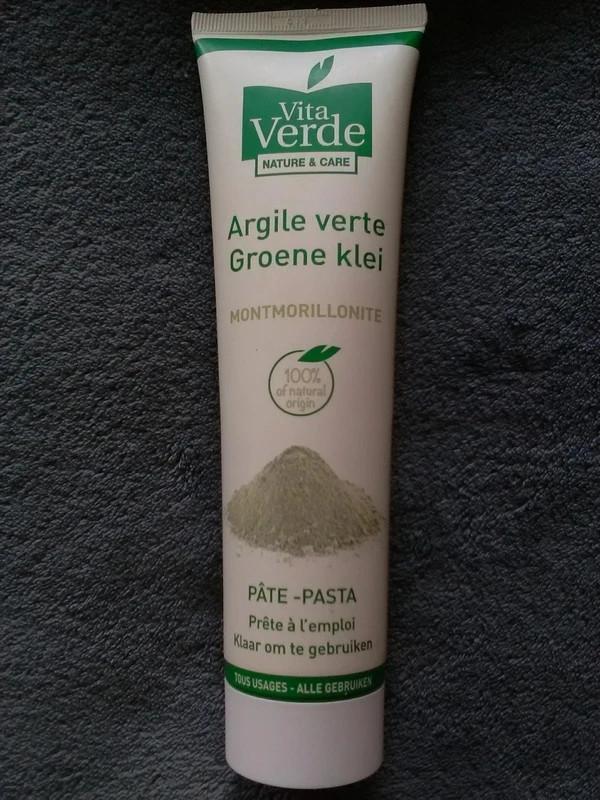 Vita
Verde
NATURE & CARE
Argile verte
Groene klei
MONTMORILLONITE
100%
of natural
origin
PÂTE -PASTA
Prête à l'emploi
Klaar om te gebruiken
TOUS USAGES - ALLE GEBRUIKEN